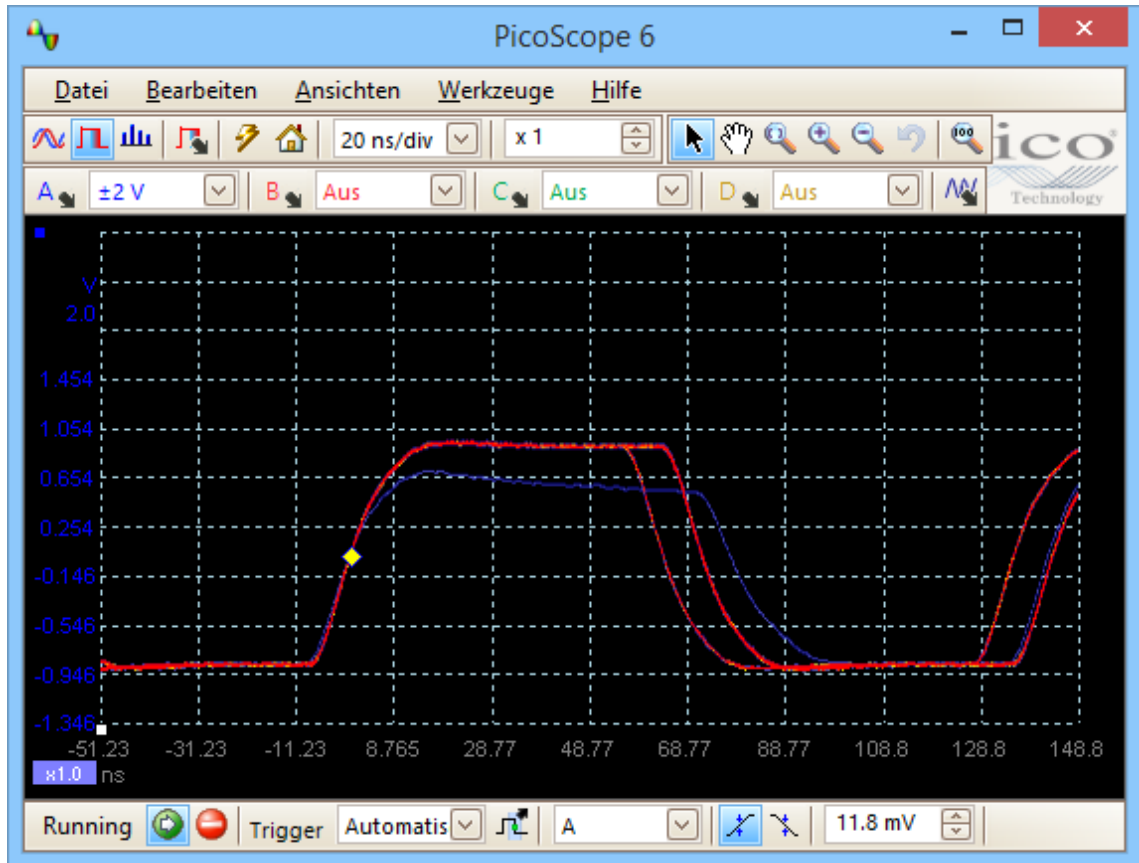 PicoScope 6
Datei Bearbeiten Ansichten Werkzeuge Hilfe
20 ns/div x 1 100 ico
A ±2 V B Aus C Aus D Aus Technology
V
2.0
1.454
1.054
0.654
0.254
-0.146
-0.546
-0.946
-1.346
-51.23 -31.23 -11.23 8.765 28.77 48.77 68.77 88.77 108.8 128.8 148.8
x1.0 ns
Running Trigger Automatis A 11.8 mV